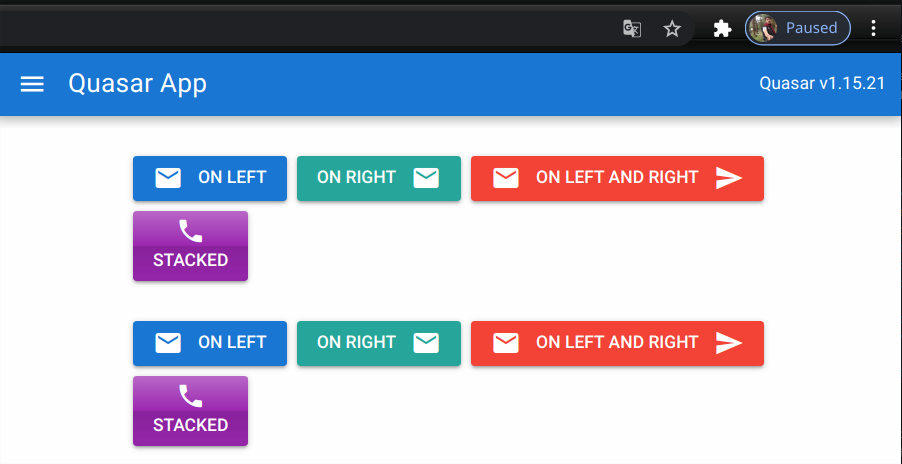 Paused
Quasar App Quasar v1.15.21
ON LEFT ON RIGHT ON LEFT AND RIGHT
STACKED
ON LEFT ON RIGHT ON LEFT AND RIGHT
STACKED